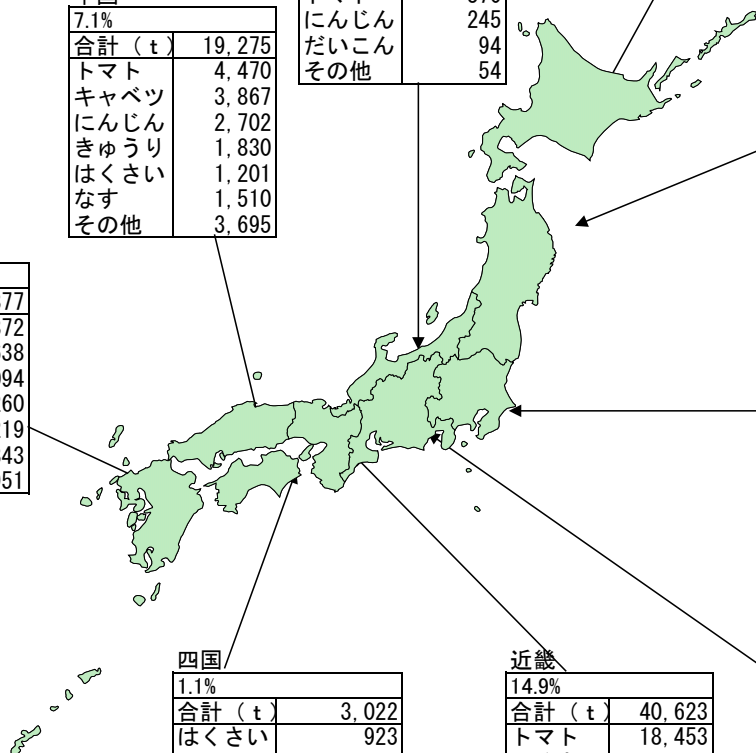 7.1%
合計（t） 19,275
トマト 4,470
キャベツ 3,867
にんじん 2,702
きゅうり 1,830
はくさい 1,201
なす 1,510
その他 3,695
にんじん 245
だいこん 94
その他 54
四国
1.1%
合計（t） 3,022
はくさい 923
近畿
14.9%
合計（t） 40,623
トマト 18,453